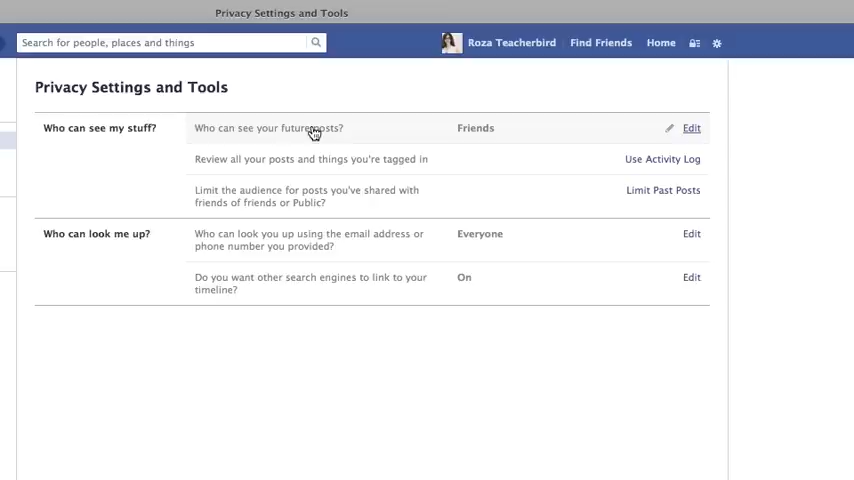 Privacy Settings and Tools
Search for people, places and things
Roza Teacherbird
Find Friends
Home
Privacy Settings and Tools
Who can see my stuff?
Who can see your future posts?
Friends
Edit
Review all your posts and things you're tagged in
Use Activity Log
Limit the audience for posts you've shared with
friends of friends or Public?
Limit Past Posts
Who can look me up?
Who can look you up using the email address or
phone number you provided?
Everyone
Edit
Do you want other search engines to link to your
timeline?
On
Edit